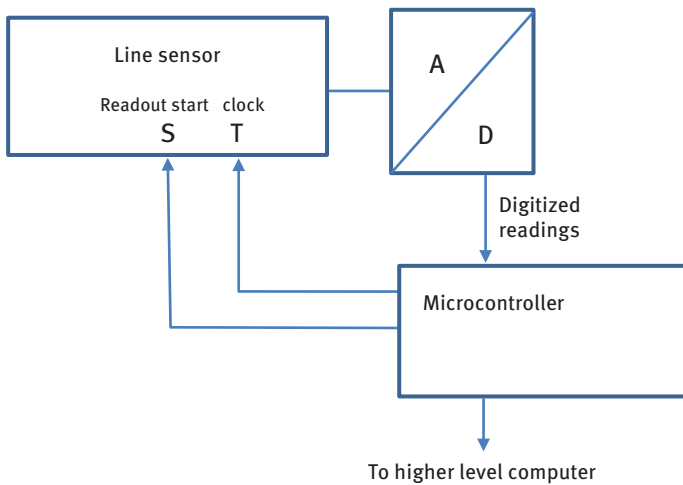 Line sensor
Readout start clock
S T
A
D
Digitized
readings
Microcontroller
To higher level computer